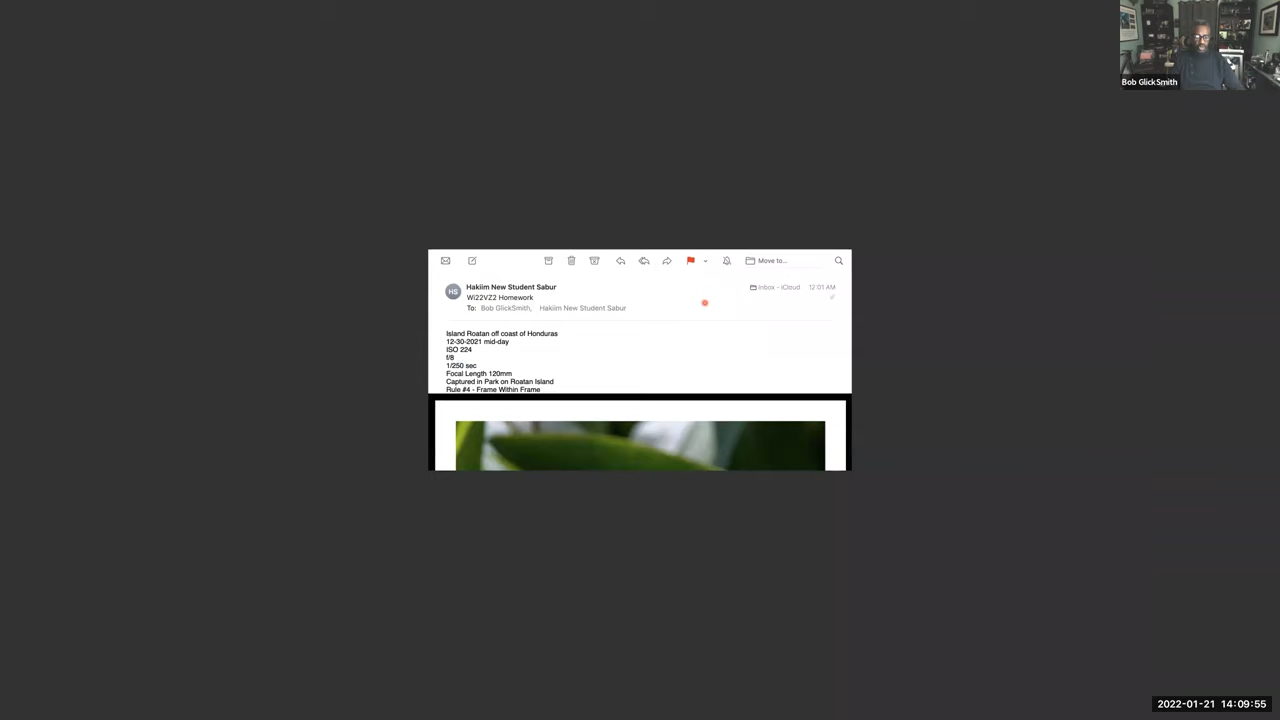 Bob GlickSmith
Move to...
HS
Hakiim New Student Sabur
Inbox - iCloud
12:01 AM
Wi22VZ2 Homework
To: Bob GlickSmith, Hakiim New Student Sabur
Island Roatan off coast of Honduras
12-30-2021 mid-day
ISO 224
f/8
1/250 sec
Focal Length 120mm
Captured in Park on Roatan Island
Rule #4 - Frame Within Frame
2022-01-21 14:09:55